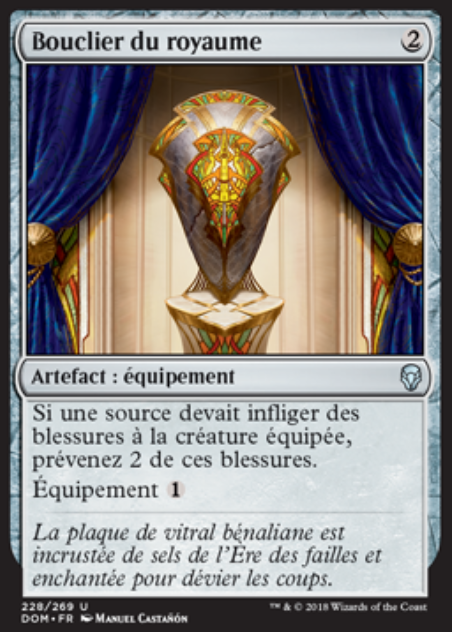 Bouclier du royaume 2
Artefact : équipement
Si une source devait infliger des
blessures à la créature équipée,
prévenez 2 de ces blessures.
Équipement 1
La plaque de vitral bénaliane est
incrustée de sels de l'Ère des failles et
enchantée pour dévier les coups.
228/269 U
DOM • FR Manuel Castañón
™ & © 2018 Wizards of the Coast